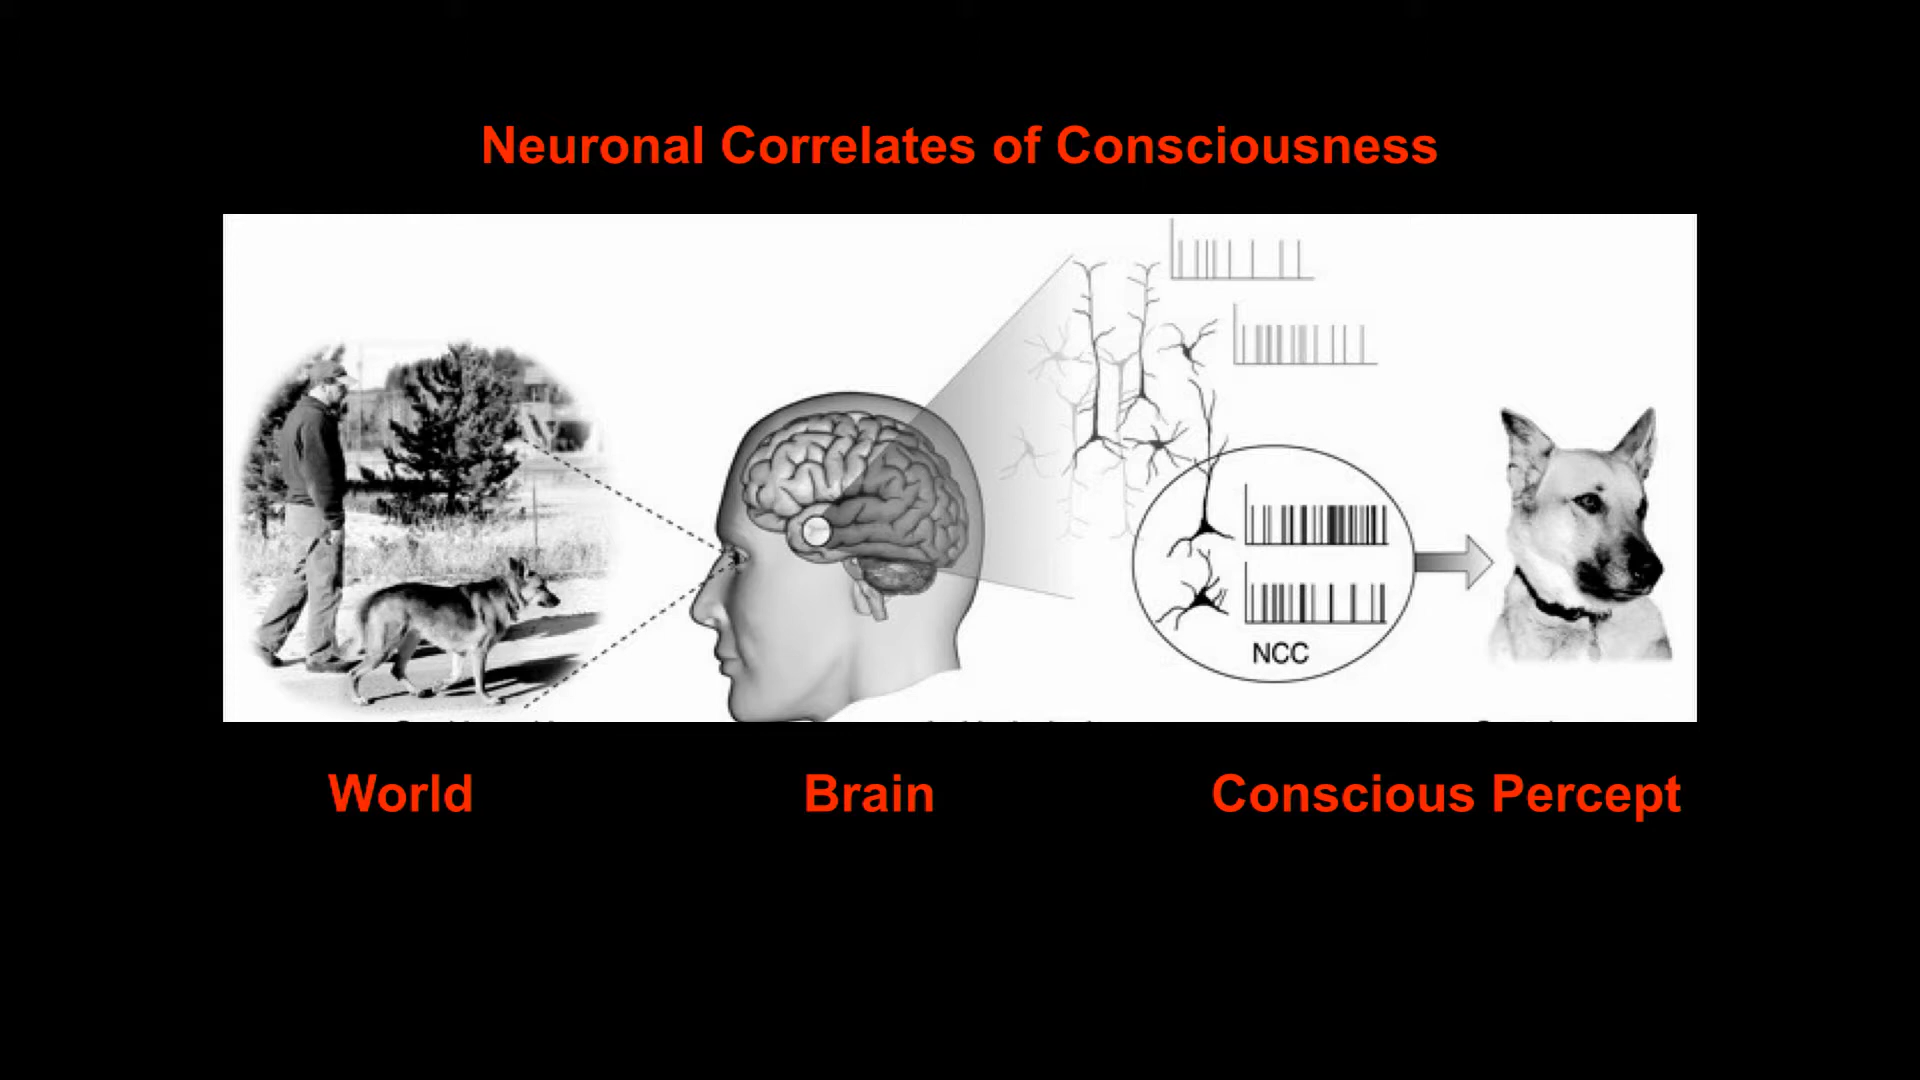 Neuronal Correlates of Consciousness
NCC
World
Brain
Conscious Percept